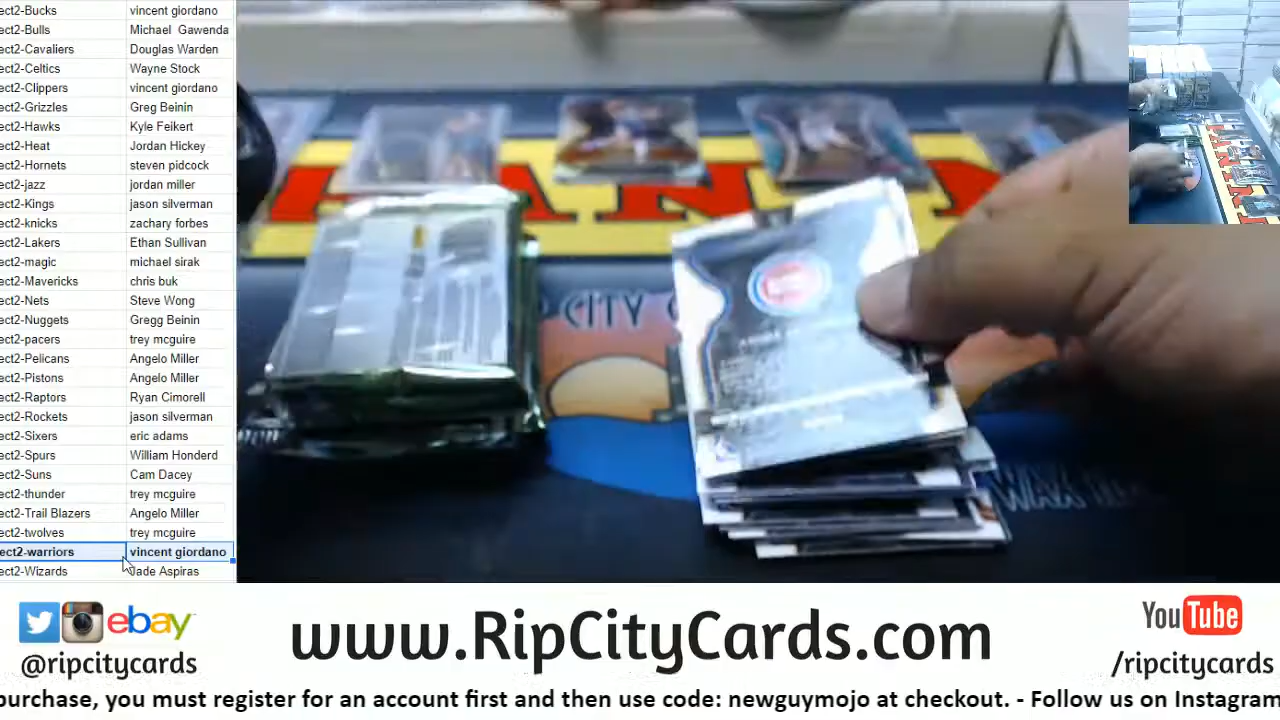 ect2-Bucks vincent giordano
ect2-Bulls Michael Gawenda
ect2-Cavaliers Douglas Warden
ect2-Celtics Wayne Stock
ect2-Clippers vincent giordano
ect2-Grizzles Greg Beinin
ect2-Hawks Kyle Feikert
ect2-Heat Jordan Hickey
ect2-Hornets steven pidcock
ect2-jazz jordan miller
ect2-Kings jason silverman
ect2-knicks zachary forbes
ect2-Lakers Ethan Sullivan
ect2-magic michael sirak
ect2-Mavericks chris buk
ect2-Nets Steve Wong
ect2-Nuggets Gregg Beinin
ect2-pacers trey mcguire
ect2-Pelicans Angelo Miller
ect2-Pistons Angelo Miller
ect2-Raptors Ryan Cimorell
ect2-Rockets jason silverman
ect2-Sixers eric adams
ect2-Spurs William Honderd
ect2-Suns Cam Dacey
ect2-thunder trey mcguire
ect2-Trail Blazers Angelo Miller
ect2-twolves trey mcguire
ect2-warriors vincent giordano
ect2-Wizards Jade Aspiras
CITY
WAX
ebay
@ripcitycards
www.RipCityCards.com
YouTube
/ripcitycards
purchase, you must register for an account first and then use code: newguymojo at checkout. - Follow us on Instagram